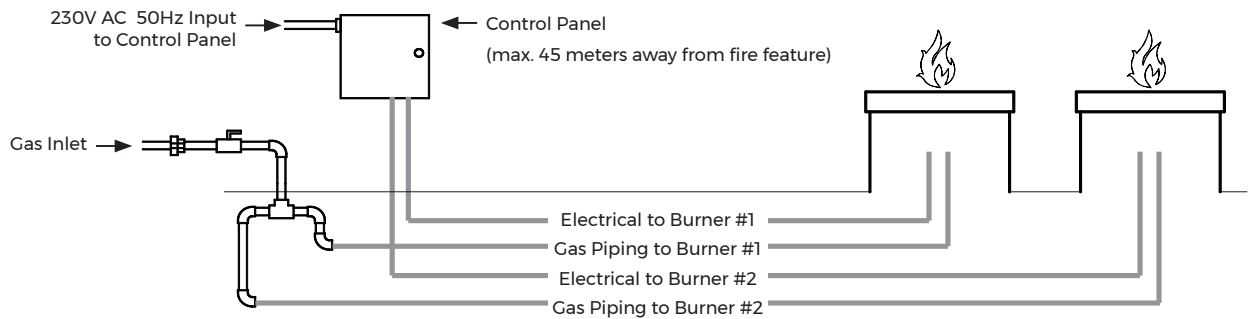 230V AC  50Hz Input
to Control Panel
Control Panel
(max. 45 meters away from fire feature)
Gas Inlet
Electrical to Burner #1
Gas Piping to Burner #1
Electrical to Burner #2
Gas Piping to Burner #2